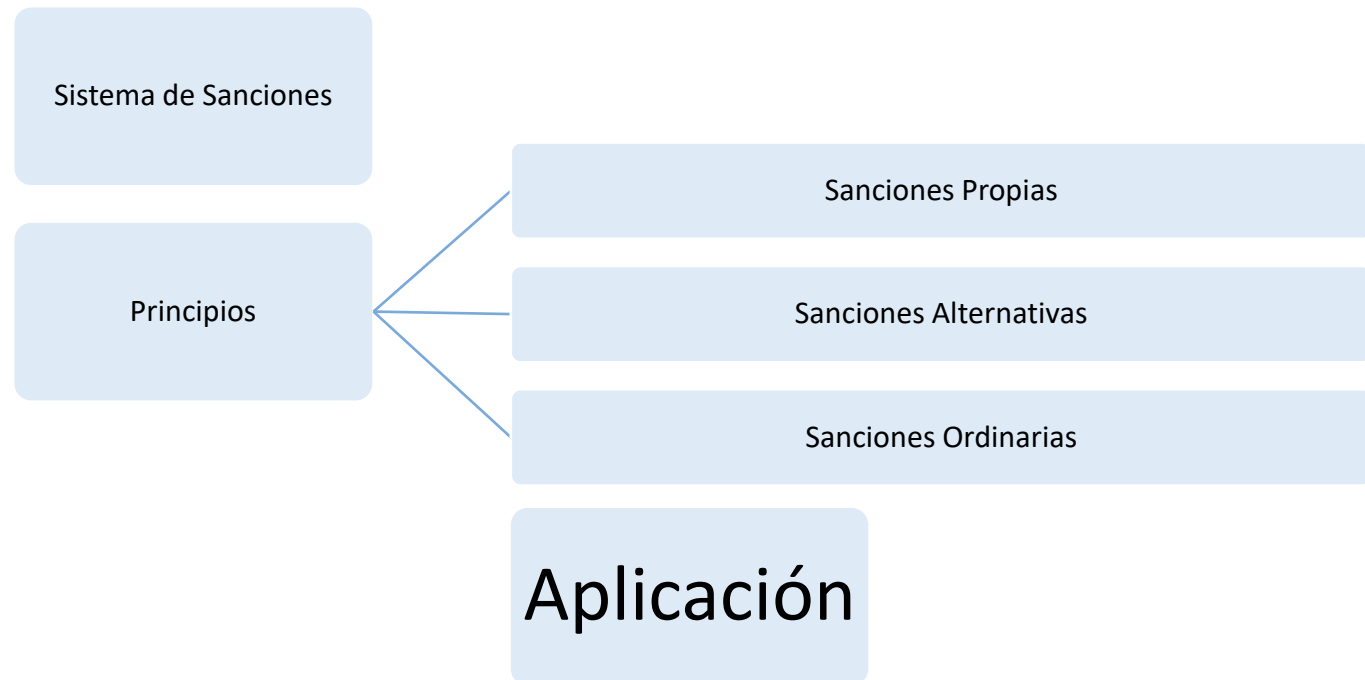 Sistema de Sanciones
Principios
Sanciones Propias
Sanciones Alternativas
Sanciones Ordinarias
Aplicación